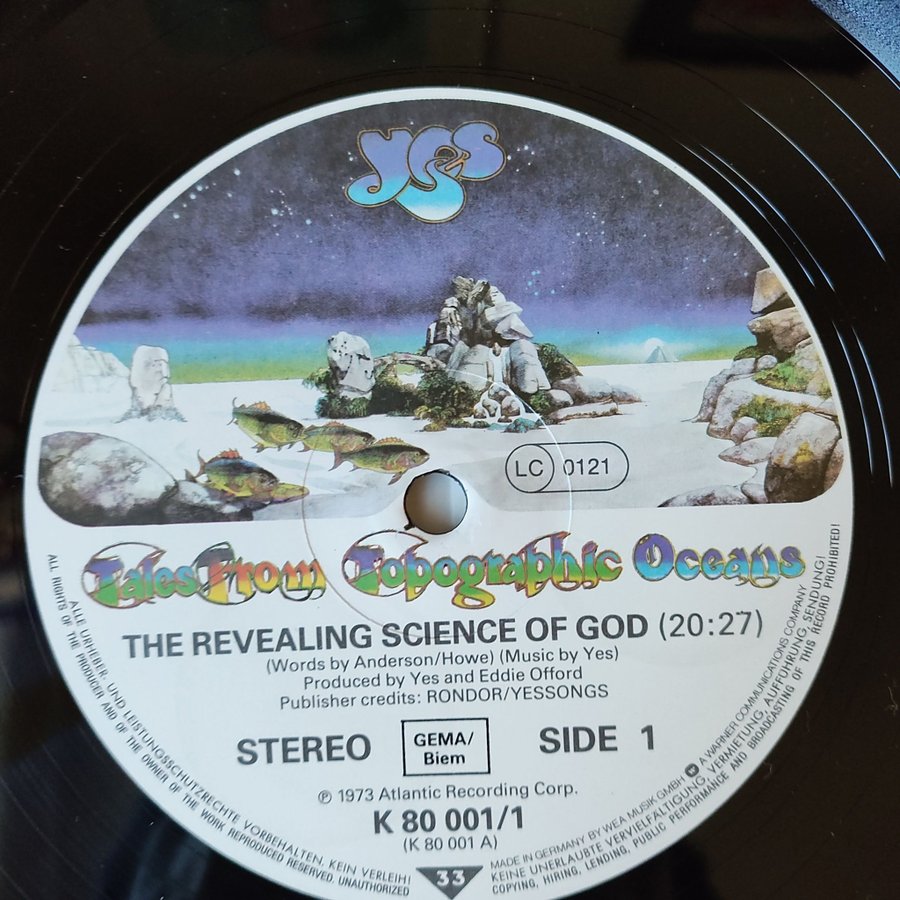 yes
LC 0121
Tales From Topographic Oceans
THE REVEALING SCIENCE OF GOD (20:27)
(Words by Anderson/Howe) (Music by Yes)
Produced by Yes and Eddie Offord
Publisher credits: RONDOR/YESSONGS
STEREO
GEMA/
Biem
SIDE 1
℗ 1973 Atlantic Recording Corp.
K 80 001/1
(K 80 001 A)
33
ALLE URHEBER- UND LEISTUNGSSCHUTZRECHTE VORBEHALTEN. KEIN VERLEIH!
ALL RIGHTS OF THE PRODUCER AND OF THE OWNER OF THE WORK REPRODUCED RESERVED. UNAUTHORIZED
MADE IN GERMANY BY WEA MUSIK GMBH A WARNER COMMUNICATIONS COMPANY
KEINE UNERLAUBTE VERVIELFÄLTIGUNG, VERMIETUNG, AUFFÜHRUNG, SENDUNG!
COPYING, HIRING, LENDING, PUBLIC PERFORMANCE AND BROADCASTING OF THIS RECORD PROHIBITED!